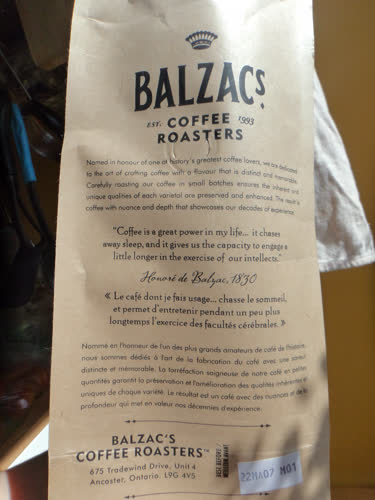 BALZAC'S
EST. COFFEE 1993
ROASTERS
Named in honour of one of history's greatest coffee lovers, we are dedicated
to the art of crafting coffee with a flavour that is distinct and memorable.
Carefully roasting our coffee in small batches ensures the inherent and
unique qualities of each varietal are preserved and enhanced. This result is
coffee with nuance and depth that showcases our decades of experience.
"Coffee is a great power in my life... it chases
away sleep, and it gives us the capacity to engage a
little longer in the exercise of our intellects."
Honoré de Balzac, 1830
« Le café dont je fais usage... chasse le sommeil,
et permet d'entretenir pendant un peu plus
longtemps l'exercice des facultés cérébrales. »
Nommé en l'honneur de l'un des plus grands amateurs de café de l'histoire,
nous sommes dédiés à l'art de la fabrication du café avec une saveur
distincte et mémorable. La torréfaction soigneuse de notre café en petites
quantités garantit la préservation et l'amélioration des qualités inhérentes et
uniques de chaque variété. Le résultat est un café avec des nuances et de la
profondeur qui met en valeur nos décennies d'expérience.
BALZAC'S
COFFEE ROASTERS™
675 Tradewind Drive, Unit 4
Ancaster, Ontario. L9G 4V5
BEST BEFORE /
MEILLEUR AVANT
22MA07 M01